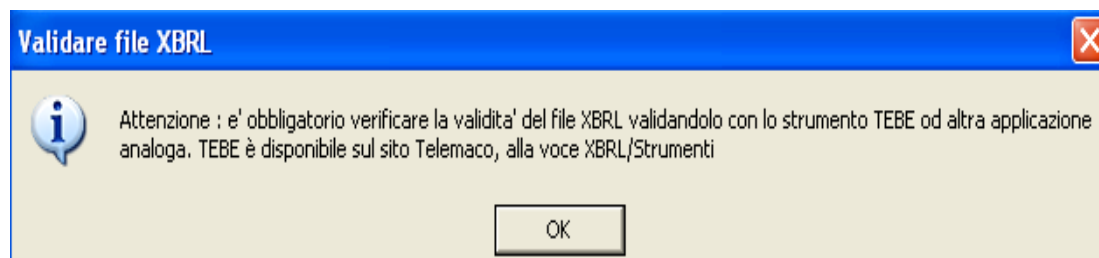 Validare file XBRL
Attenzione : e' obbligatorio verificare la validita' del file XBRL validandolo con lo strumento TEBE od altra applicazione
analoga. TEBE è disponibile sul sito Telemaco, alla voce XBRL/Strumenti
OK